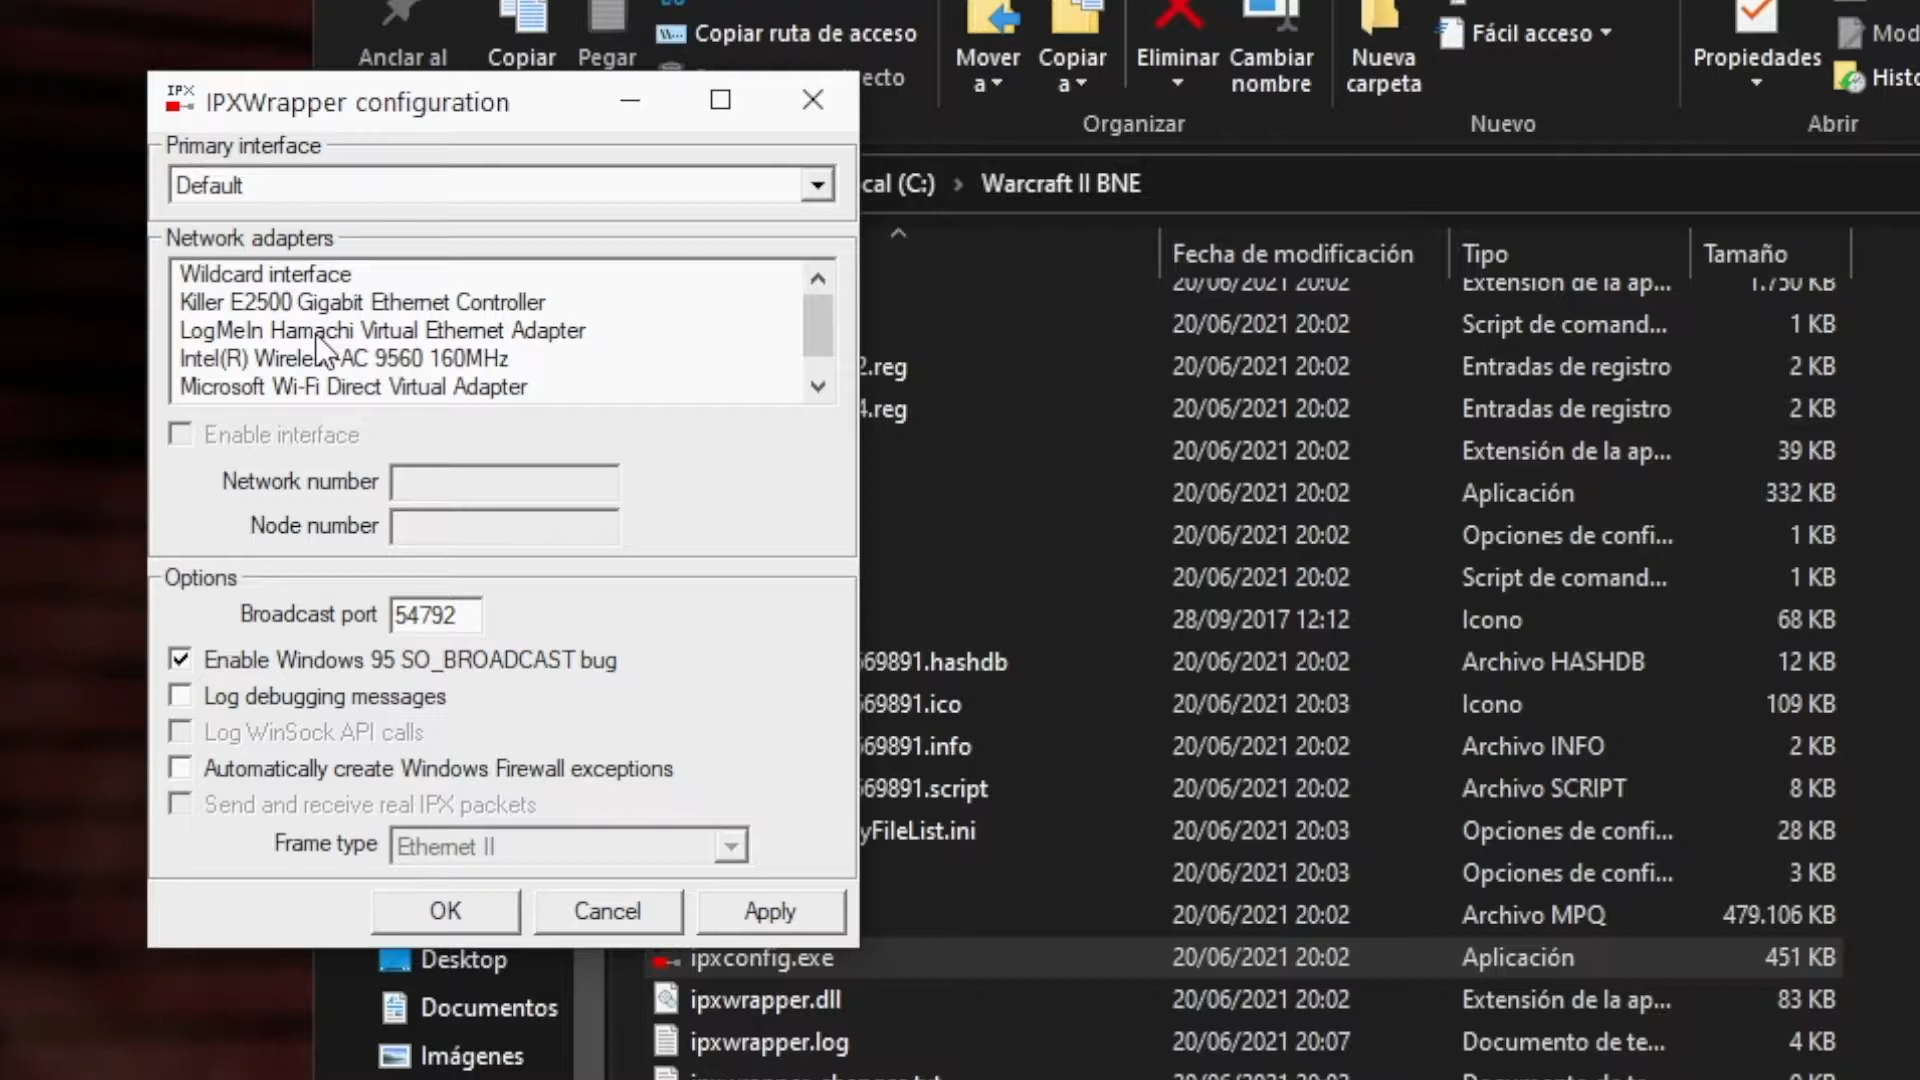 Anclar al
Copiar
Pegar
Copiar ruta de acceso
ecto
Mover
a
Copiar
a
Eliminar
Cambiar
nombre
Nueva
carpeta
Fácil acceso
Propiedades
Mod
Histo
Organizar
Nuevo
Abrir
IPX
IPXWrapper configuration
Primary interface
Default
Network adapters
Wildcard interface
Killer E2500 Gigabit Ethernet Controller
LogMeIn Hamachi Virtual Ethernet Adapter
Intel(R) Wireless-AC 9560 160MHz
Microsoft Wi-Fi Direct Virtual Adapter
Enable interface
Network number
Node number
Options
Broadcast port 54792
Enable Windows 95 SO_BROADCAST bug
Log debugging messages
Log WinSock API calls
Automatically create Windows Firewall exceptions
Send and receive real IPX packets
Frame type Ethernet II
OK Cancel Apply
cal (C:) › Warcraft II BNE
Fecha de modificación Tipo Tamaño
20/06/2021 20:02 Extensión de la ap... 1.750 KB
20/06/2021 20:02 Script de comand... 1 KB
2.reg 20/06/2021 20:02 Entradas de registro 2 KB
4.reg 20/06/2021 20:02 Entradas de registro 2 KB
20/06/2021 20:02 Extensión de la ap... 39 KB
20/06/2021 20:02 Aplicación 332 KB
20/06/2021 20:02 Opciones de confi... 1 KB
20/06/2021 20:02 Script de comand... 1 KB
28/09/2017 12:12 Icono 68 KB
569891.hashdb 20/06/2021 20:02 Archivo HASHDB 12 KB
569891.ico 20/06/2021 20:03 Icono 109 KB
569891.info 20/06/2021 20:02 Archivo INFO 2 KB
569891.script 20/06/2021 20:02 Archivo SCRIPT 8 KB
yFileList.ini 20/06/2021 20:03 Opciones de confi... 28 KB
20/06/2021 20:03 Opciones de confi... 3 KB
20/06/2021 20:02 Archivo MPQ 479.106 KB
ipxconfig.exe 20/06/2021 20:02 Aplicación 451 KB
ipxwrapper.dll 20/06/2021 20:02 Extensión de la ap... 83 KB
ipxwrapper.log 20/06/2021 20:07 Documento de te... 4 KB
Desktop
Documentos
Imágenes